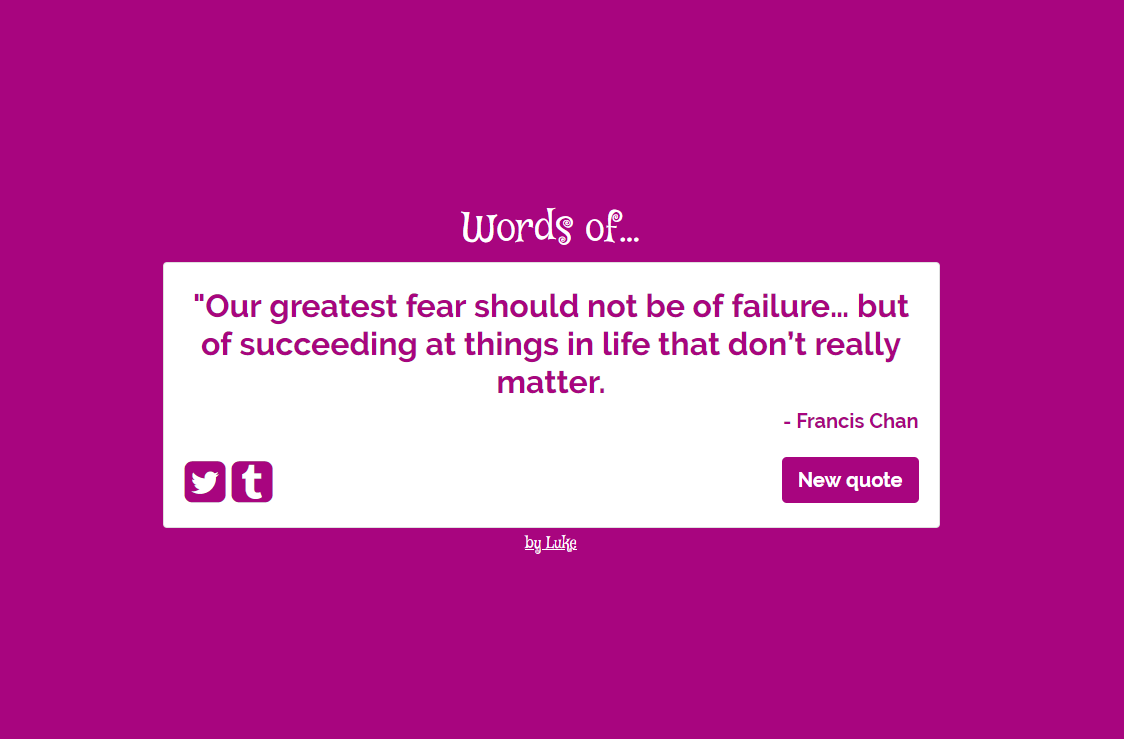 Words of...
"Our greatest fear should not be of failure… but
of succeeding at things in life that don’t really
matter.
- Francis Chan
New quote
by Luke